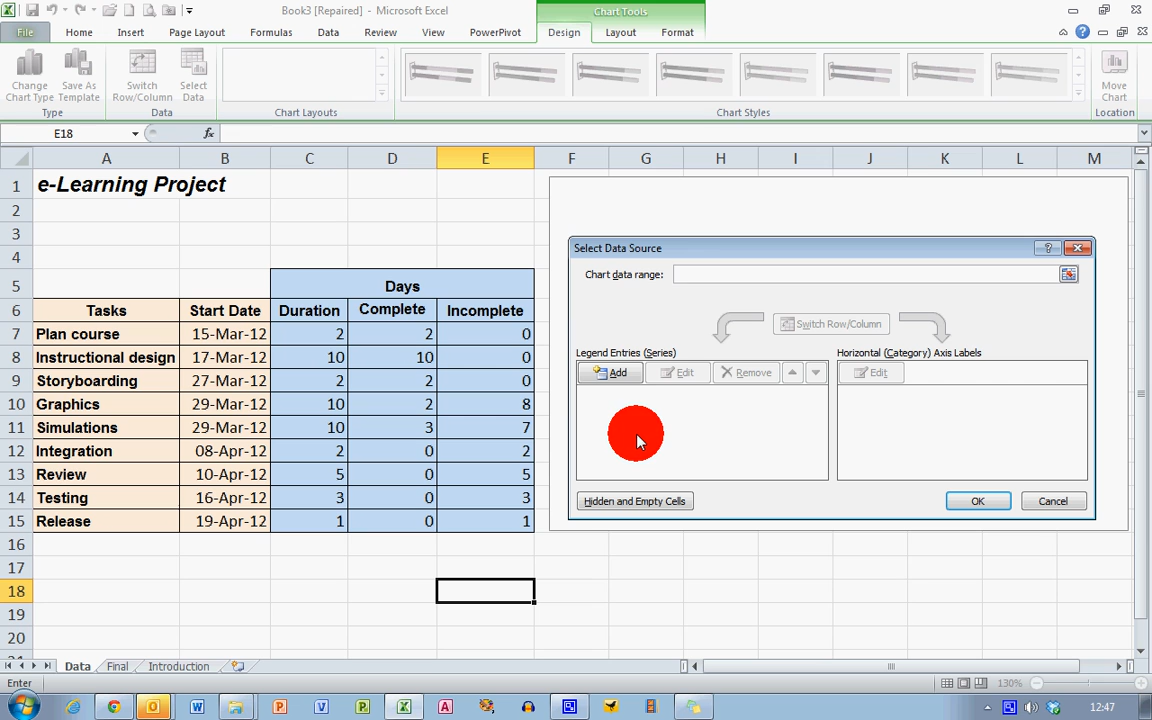 Book3 [Repaired] - Microsoft Excel
Chart Tools
File Home Insert Page Layout Formulas Data Review View PowerPivot Design Layout Format
Change Chart Type
Save As Template
Switch Row/Column
Select Data
Move Chart
Type Data Chart Layouts Chart Styles Location
E18 fx
A B C D E F G H I J K L M
1 e-Learning Project
2
3
4
5 Days
6 Tasks Start Date Duration Complete Incomplete
7 Plan course 15-Mar-12 2 2 0
8 Instructional design 17-Mar-12 10 10 0
9 Storyboarding 27-Mar-12 2 2 0
10 Graphics 29-Mar-12 10 2 8
11 Simulations 29-Mar-12 10 3 7
12 Integration 08-Apr-12 2 0 2
13 Review 10-Apr-12 5 0 5
14 Testing 16-Apr-12 3 0 3
15 Release 19-Apr-12 1 0 1
16
17
18
19
20
Select Data Source
Chart data range:
Switch Row/Column
Legend Entries (Series) Horizontal (Category) Axis Labels
Add Edit Remove Edit
Hidden and Empty Cells OK Cancel
Data Final Introduction
Enter 130%
12:47